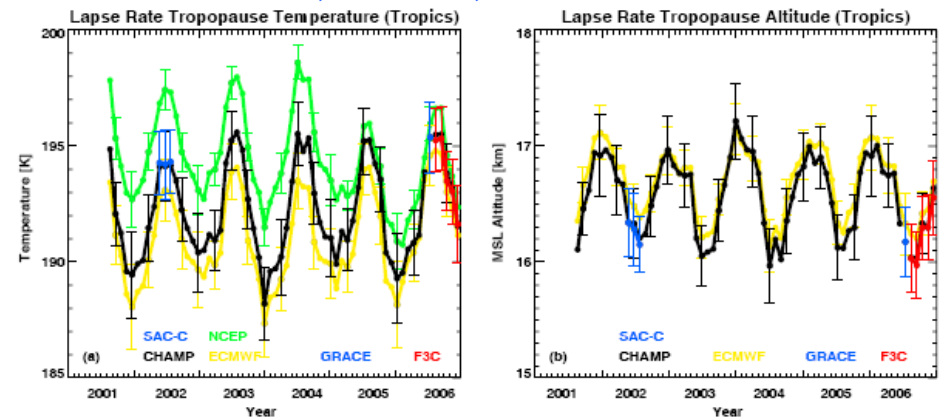 Lapse Rate Tropopause Temperature (Tropics)
200
195
190
185
Temperature [K]
SAC-C NCEP
(a) CHAMP ECMWF GRACE F3C
2001 2002 2003 2004 2005 2006
Year
Lapse Rate Tropopause Altitude (Tropics)
18
17
16
15
MSL Altitude [km]
SAC-C
(b) CHAMP ECMWF GRACE F3C
2001 2002 2003 2004 2005 2006
Year